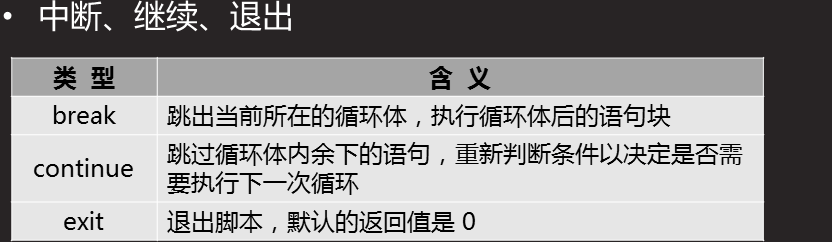 • 中断、继续、退出
类 型 含 义
break 跳出当前所在的循环体，执行循环体后的语句块
continue 跳过循环体内余下的语句，重新判断条件以决定是否需
要执行下一次循环
exit 退出脚本，默认的返回值是 0